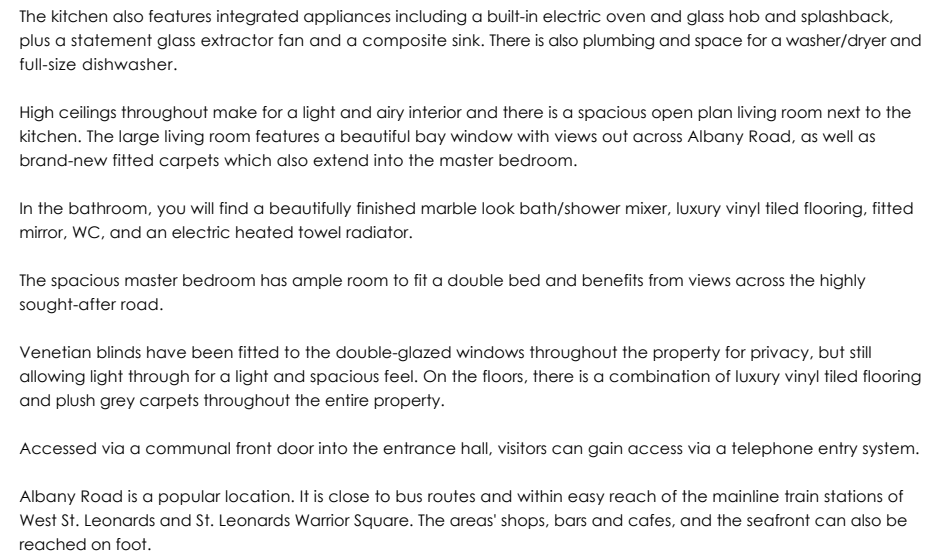 The kitchen also features integrated appliances including a built-in electric oven and glass hob and splashback,
plus a statement glass extractor fan and a composite sink. There is also plumbing and space for a washer/dryer and
full-size dishwasher.
High ceilings throughout make for a light and airy interior and there is a spacious open plan living room next to the
kitchen. The large living room features a beautiful bay window with views out across Albany Road, as well as
brand-new fitted carpets which also extend into the master bedroom.
In the bathroom, you will find a beautifully finished marble look bath/shower mixer, luxury vinyl tiled flooring, fitted
mirror, WC, and an electric heated towel radiator.
The spacious master bedroom has ample room to fit a double bed and benefits from views across the highly
sought-after road.
Venetian blinds have been fitted to the double-glazed windows throughout the property for privacy, but still
allowing light through for a light and spacious feel. On the floors, there is a combination of luxury vinyl tiled flooring
and plush grey carpets throughout the entire property.
Accessed via a communal front door into the entrance hall, visitors can gain access via a telephone entry system.
Albany Road is a popular location. It is close to bus routes and within easy reach of the mainline train stations of
West St. Leonards and St. Leonards Warrior Square. The areas' shops, bars and cafes, and the seafront can also be
reached on foot.